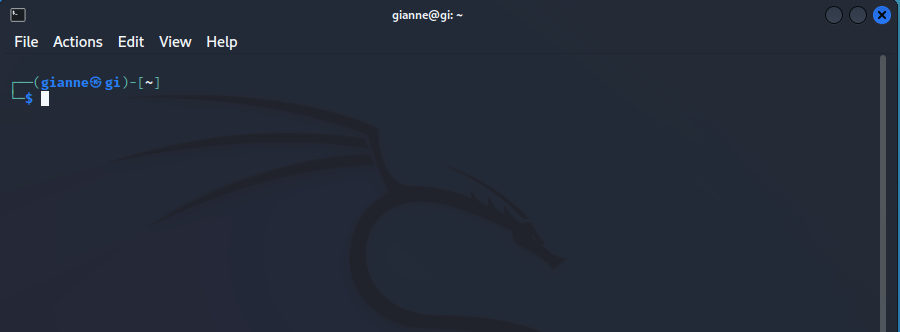 gianne@gi: ~
File Actions Edit View Help
┌──(gianne㉿gi)-[~]
└─$